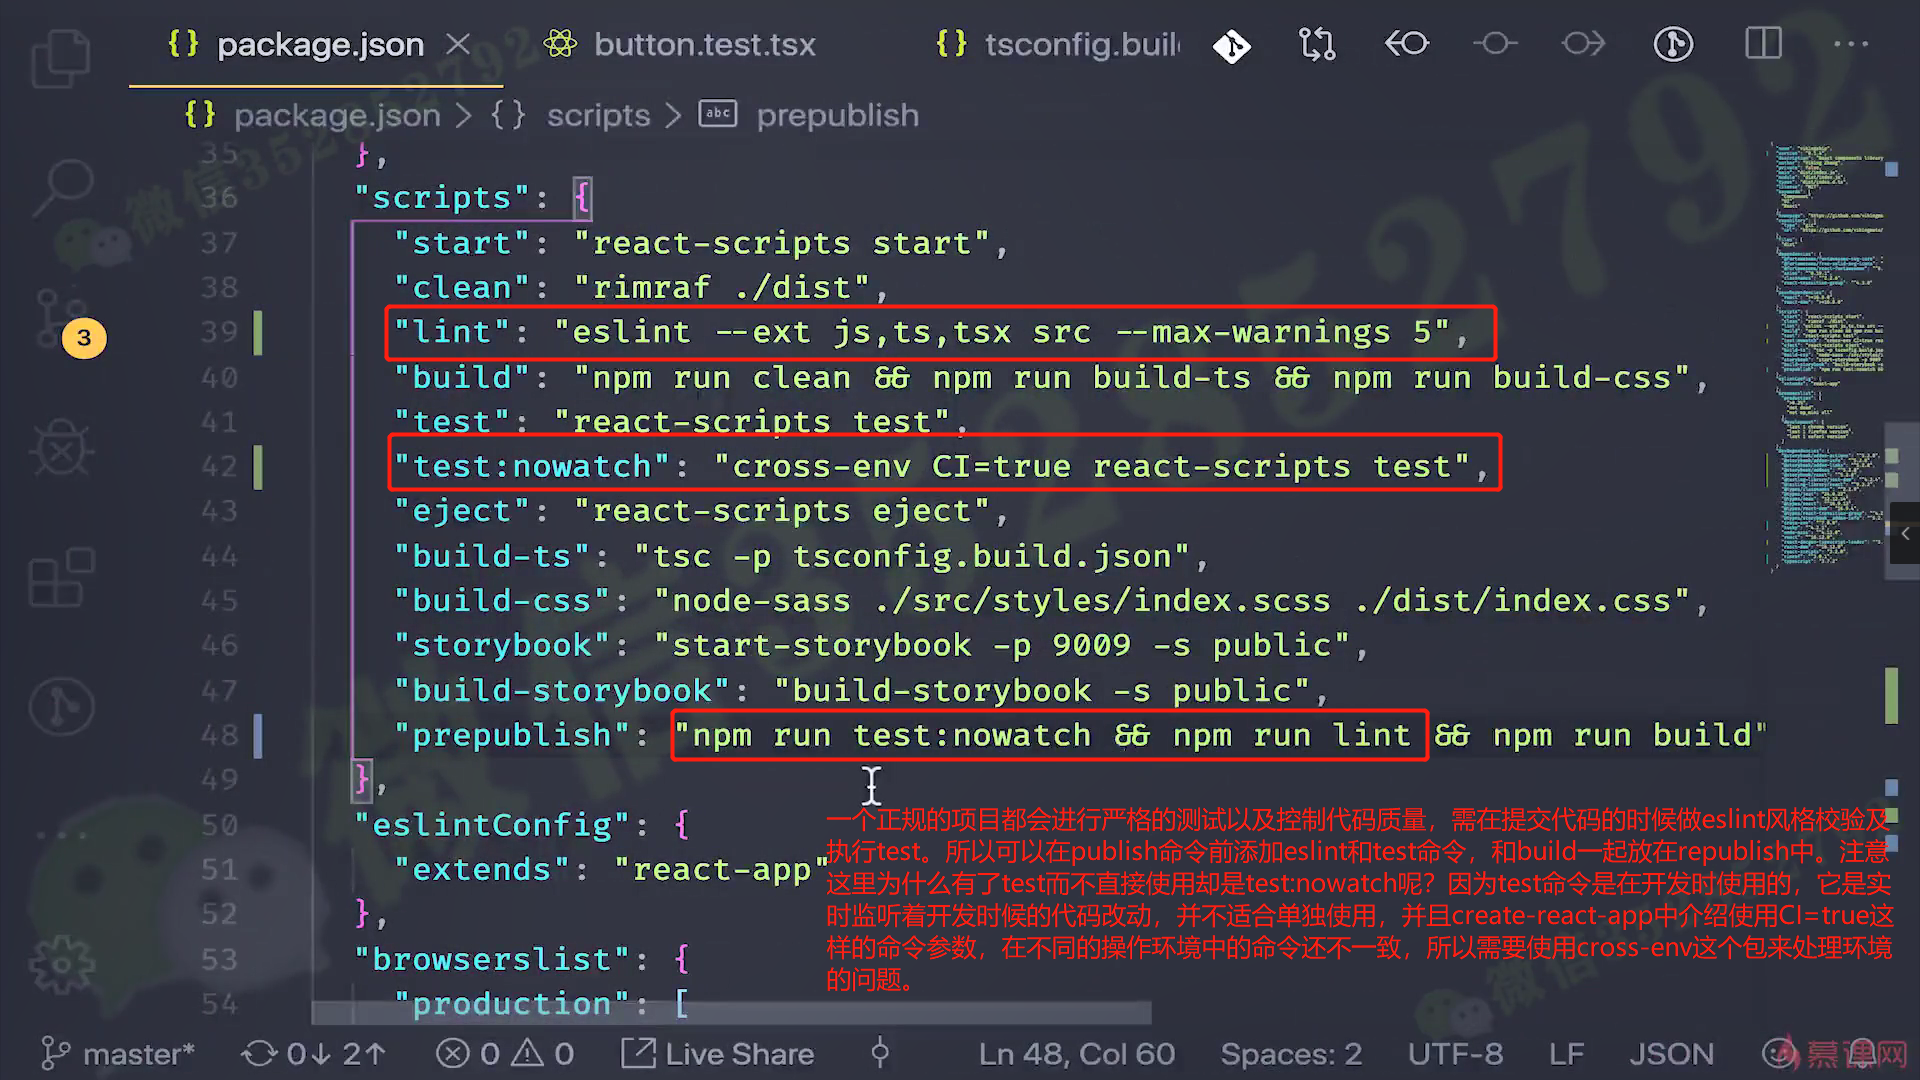 package.json
button.test.tsx
tsconfig.buil
package.json > {} scripts > abc prepublish
35 },
36 "scripts": {
37 "start": "react-scripts start",
38 "clean": "rimraf ./dist",
39 "lint": "eslint --ext js,ts,tsx src --max-warnings 5",
40 "build": "npm run clean && npm run build-ts && npm run build-css",
41 "test": "react-scripts test",
42 "test:nowatch": "cross-env CI=true react-scripts test",
43 "eject": "react-scripts eject",
44 "build-ts": "tsc -p tsconfig.build.json",
45 "build-css": "node-sass ./src/styles/index.scss ./dist/index.css",
46 "storybook": "start-storybook -p 9009 -s public",
47 "build-storybook": "build-storybook -s public",
48 "prepublish": "npm run test:nowatch && npm run lint && npm run build"
49 },
50 "eslintConfig": {
51 "extends": "react-app"
52 },
53 "browserslist": {
54 "production": [
3
一个正规的项目都会进行严格的测试以及控制代码质量，需在提交代码的时候做eslint风格校验及
执行test。所以可以在publish命令前添加eslint和test命令，和build一起放在republish中。注意
这里为什么有了test而不直接使用却是test:nowatch呢？因为test命令是在开发时使用的，它是实
时监听着开发时候的代码改动，并不适合单独使用，并且create-react-app中介绍使用CI=true这
样的命令参数，在不同的操作环境中的命令还不一致，所以需要使用cross-env这个包来处理环境
的问题。
master* 0↓ 2↑ 0 0 Live Share Ln 48, Col 60 Spaces: 2 UTF-8 LF JSON
慕课网
微信352852792